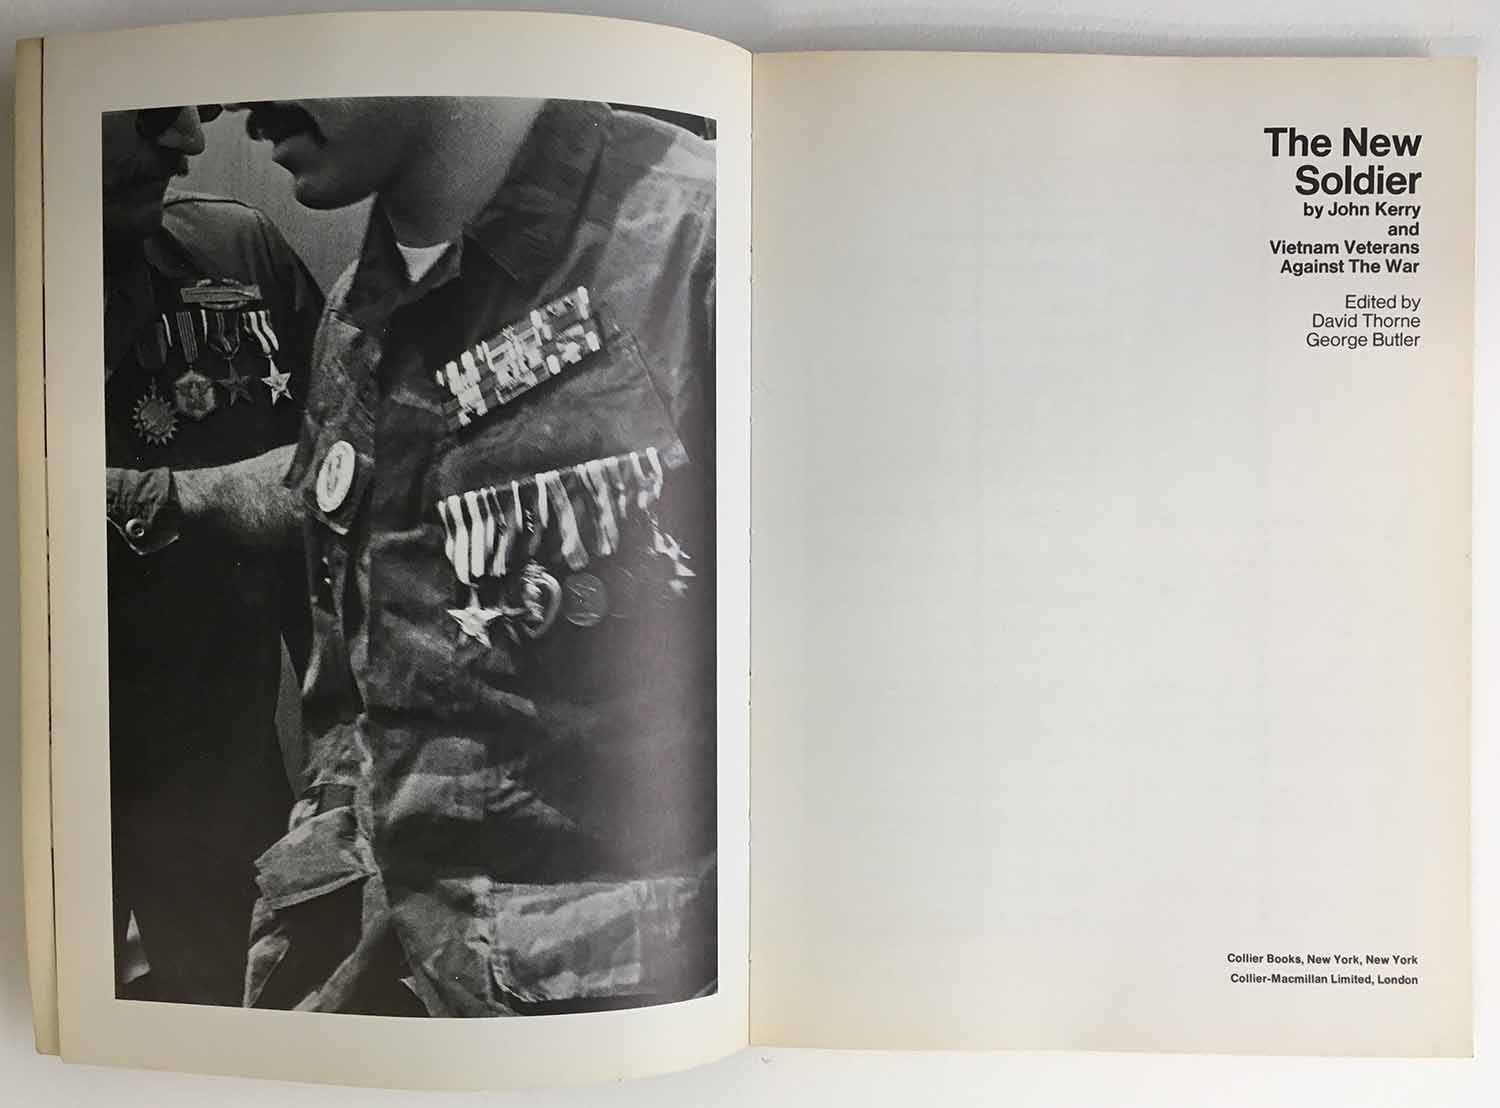 The New
Soldier
by John Kerry
and
Vietnam Veterans
Against The War
Edited by
David Thorne
George Butler
Collier Books, New York, New York
Collier-Macmillan Limited, London